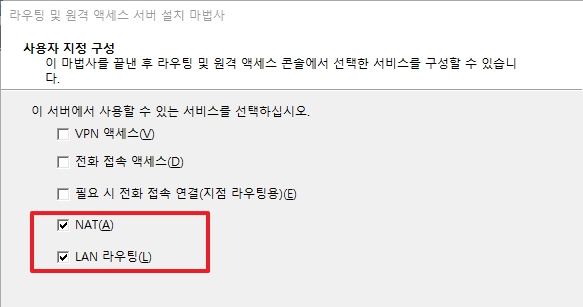 라우팅 및 원격 액세스 서버 설치 마법사
사용자 지정 구성
이 마법사를 끝낸 후 라우팅 및 원격 액세스 콘솔에서 선택한 서비스를 구성할 수 있습니
다.
이 서버에서 사용할 수 있는 서비스를 선택하십시오.
VPN 액세스(V)
전화 접속 액세스(D)
필요 시 전화 접속 연결(지점 라우팅용)(E)
NAT(A)
LAN 라우팅(L)